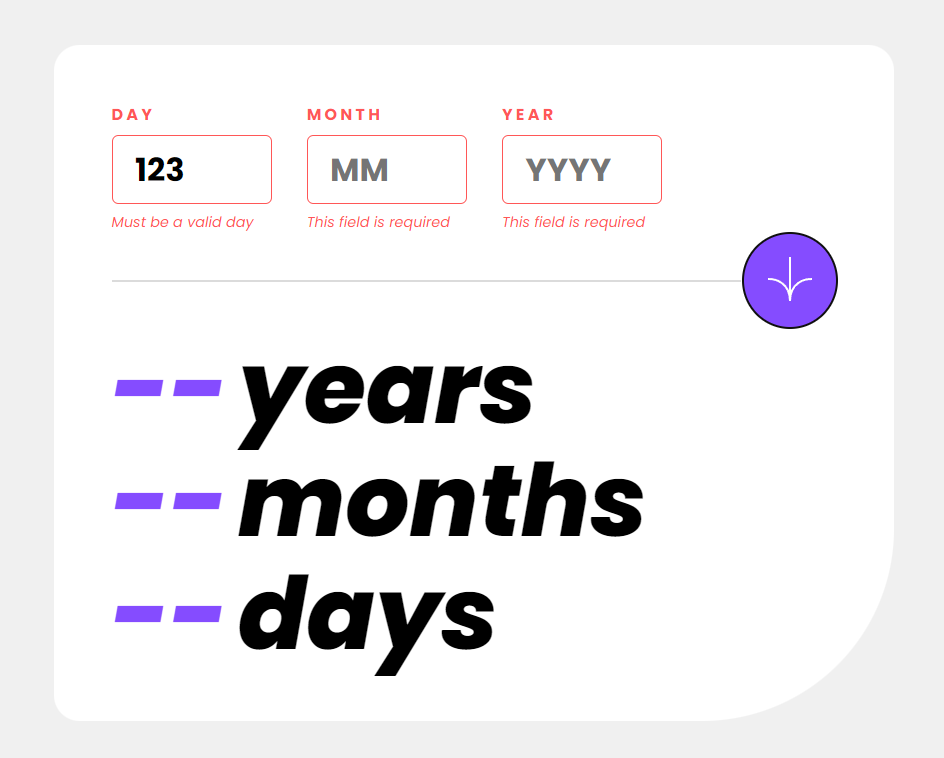 DAY MONTH YEAR
123 MM YYYY
Must be a valid day This field is required This field is required
-- years
-- months
-- days